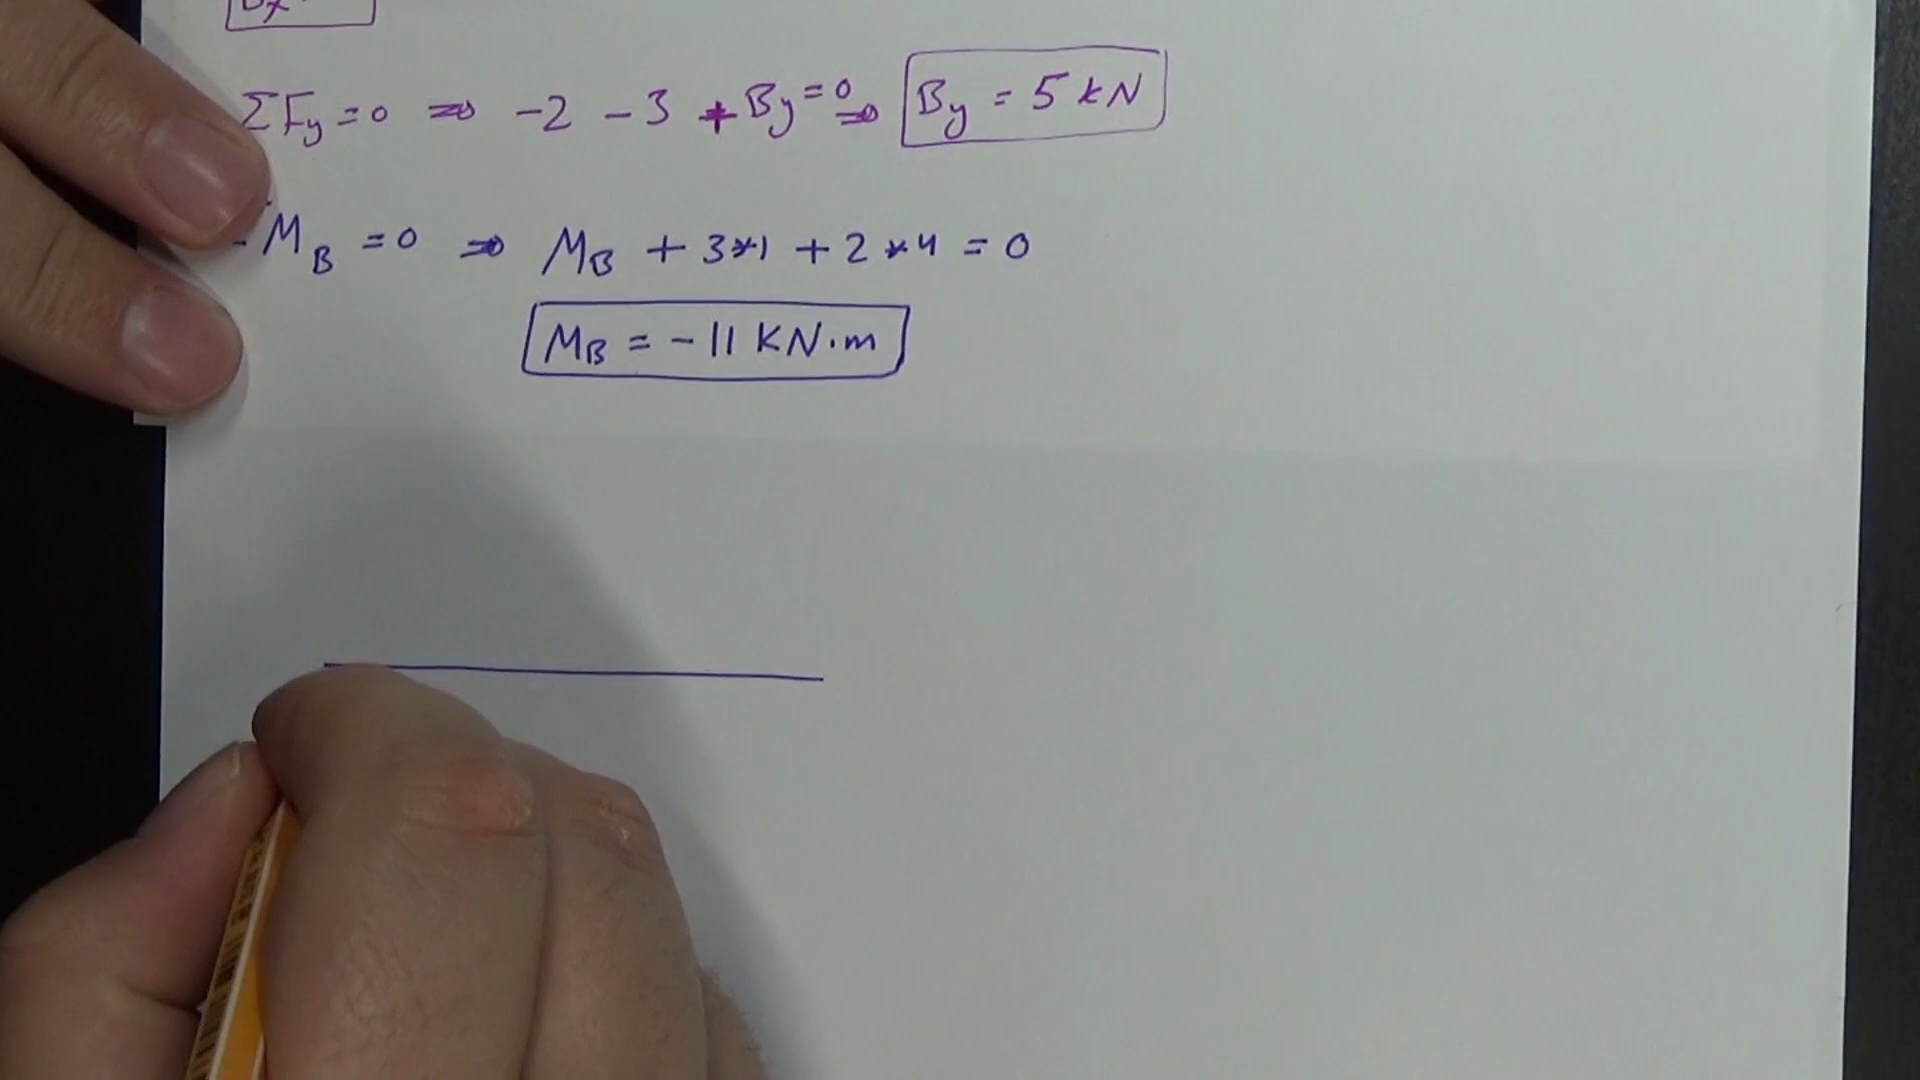 Bx
ΣFy = 0 ⇒ -2 - 3 + By = 0 ⇒ By = 5 kN
MB = 0 ⇒ MB + 3*1 + 2*4 = 0
MB = -11 KN·m